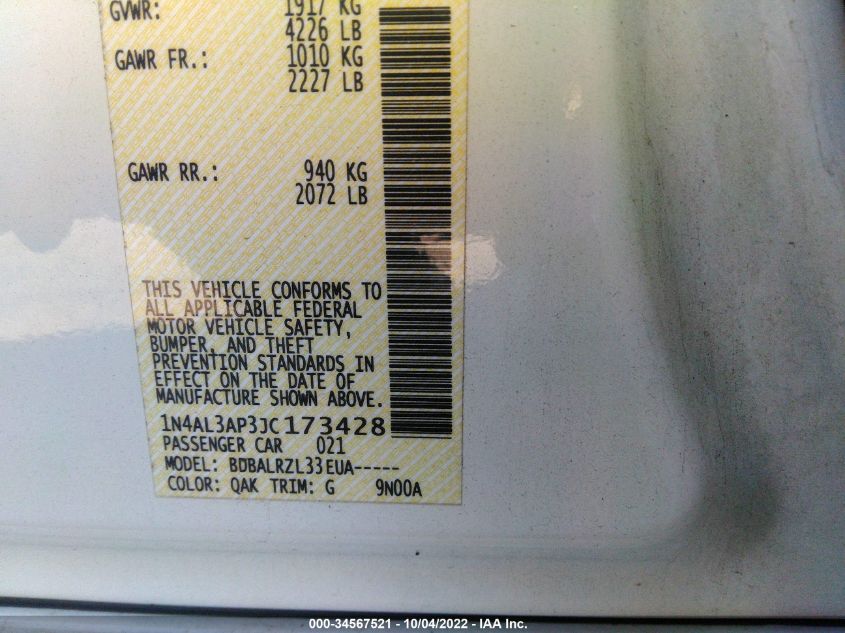 GVWR: 1917 KG
4226 LB
GAWR FR.: 1010 KG
2227 LB
GAWR RR.: 940 KG
2072 LB
THIS VEHICLE CONFORMS TO
ALL APPLICABLE FEDERAL
MOTOR VEHICLE SAFETY,
BUMPER, AND THEFT
PREVENTION STANDARDS IN
EFFECT ON THE DATE OF
MANUFACTURE SHOWN ABOVE.
1N4AL3AP3JC173428
PASSENGER CAR 021
MODEL: BDBALRZL33EUA-----
COLOR: QAK TRIM: G 9N00A
000-34567521 - 10/04/2022 - IAA Inc.